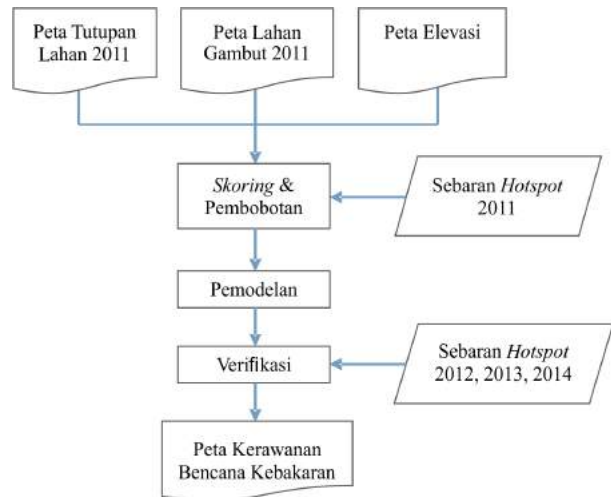 Peta Tutupan
Lahan 2011
Peta Lahan
Gambut 2011
Peta Elevasi
Skoring &
Pembobotan
Sebaran Hotspot
2011
Pemodelan
Verifikasi
Sebaran Hotspot
2012, 2013, 2014
Peta Kerawanan
Bencana Kebakaran